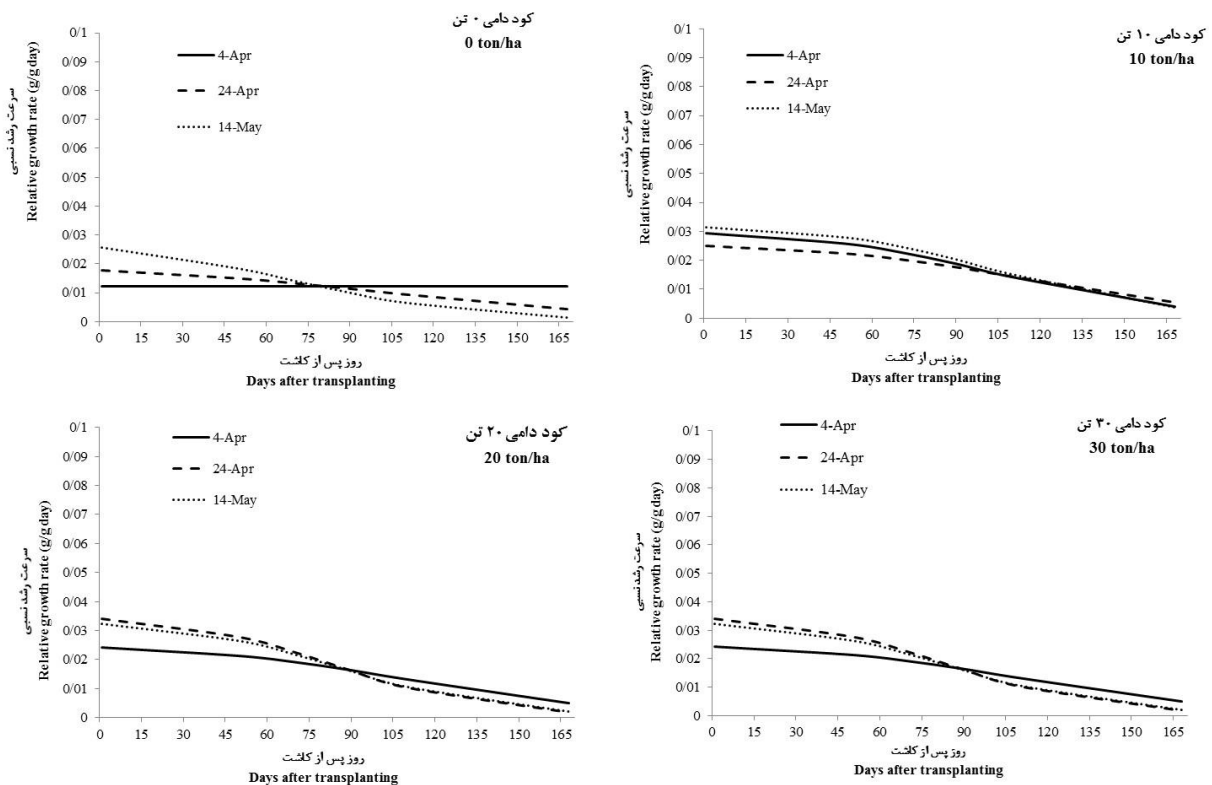 کود دامی ۰ تن
0 ton/ha
4-Apr
24-Apr
14-May
سرعت رشد نسبی
Relative growth rate (g/g day)
0/1
0/09
0/08
0/07
0/06
0/05
0/04
0/03
0/02
0/01
0
0 15 30 45 60 75 90 105 120 135 150 165
روز پس از کاشت
Days after transplanting
کود دامی ۱۰ تن
10 ton/ha
4-Apr
24-Apr
14-May
سرعت رشد نسبی
Relative growth rate (g/g day)
0/1
0/09
0/08
0/07
0/06
0/05
0/04
0/03
0/02
0/01
0
0 15 30 45 60 75 90 105 120 135 150 165
روز پس از کاشت
Days after transplanting
کود دامی ۲۰ تن
20 ton/ha
4-Apr
24-Apr
14-May
سرعت رشد نسبی
Relative growth rate (g/g day)
0/1
0/09
0/08
0/07
0/06
0/05
0/04
0/03
0/02
0/01
0
0 15 30 45 60 75 90 105 120 135 150 165
روز پس از کاشت
Days after transplanting
کود دامی ۳۰ تن
30 ton/ha
4-Apr
24-Apr
14-May
سرعت رشد نسبی
Relative growth rate (g/g day)
0/1
0/09
0/08
0/07
0/06
0/05
0/04
0/03
0/02
0/01
0
0 15 30 45 60 75 90 105 120 135 150 165
روز پس از کاشت
Days after transplanting